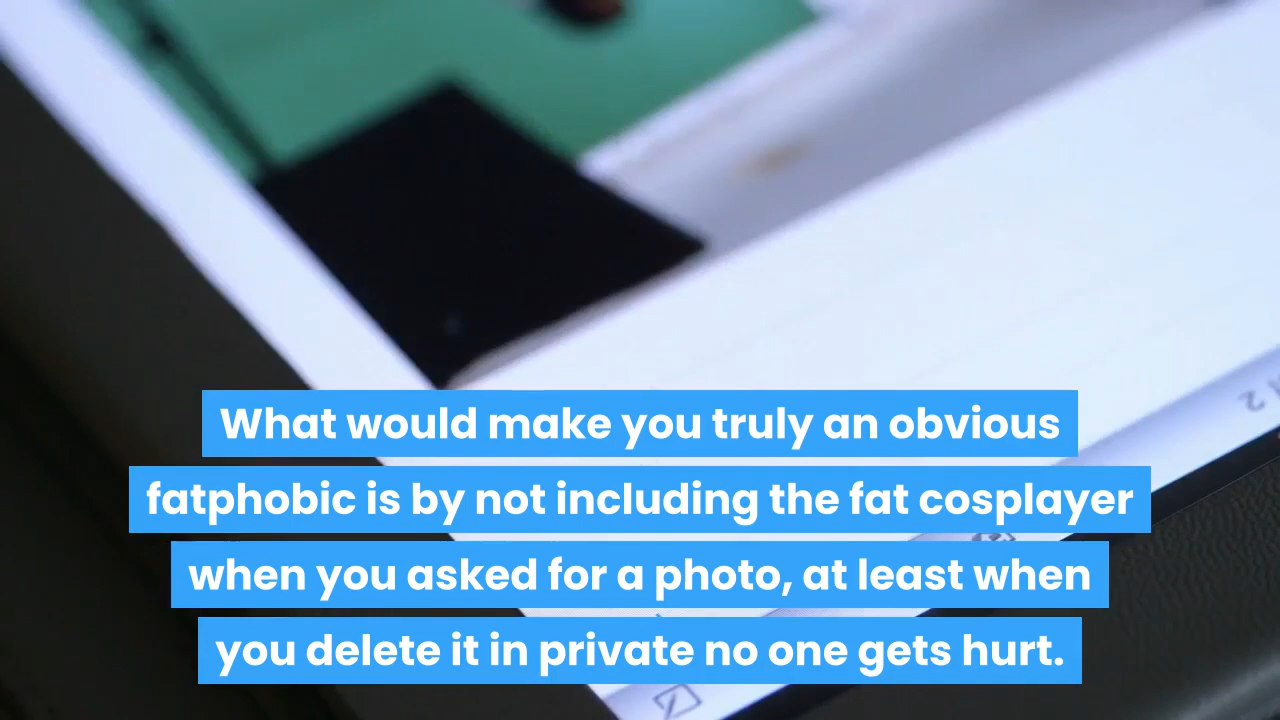 What would make you truly an obvious
fatphobic is by not including the fat cosplayer
when you asked for a photo, at least when
you delete it in private no one gets hurt.